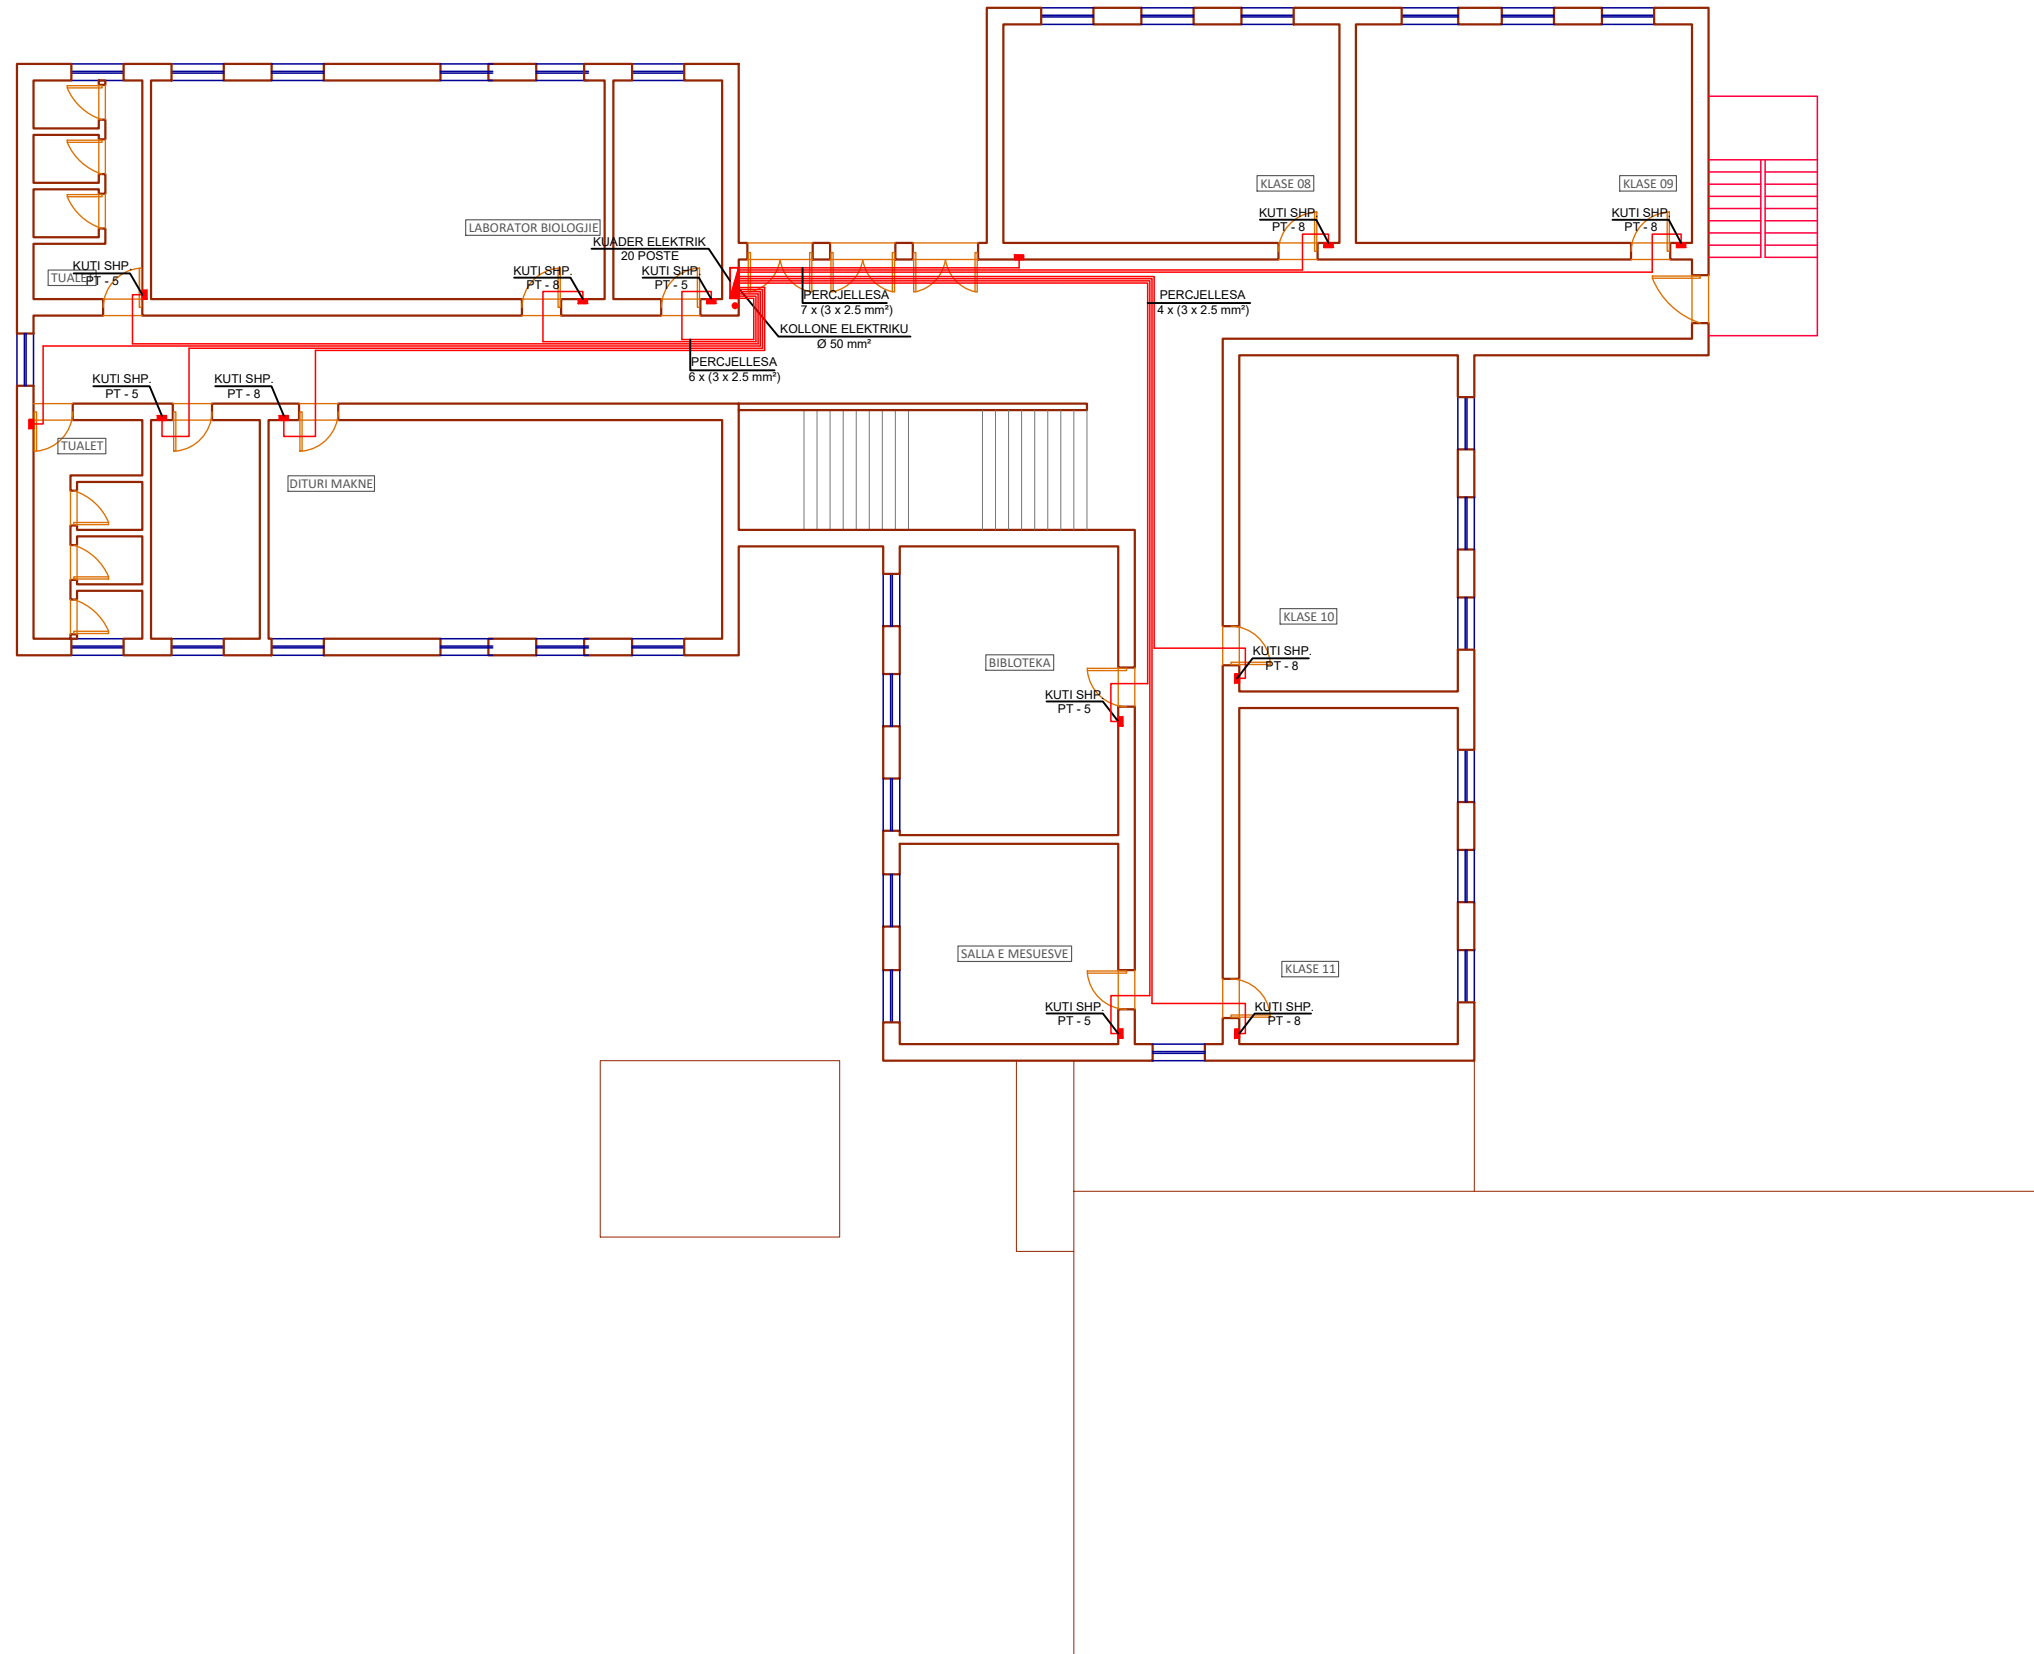 KLASE 08
KLASE 09
KUTI SHP.
PT - 8
KUTI SHP.
PT - 8
LABORATOR BIOLOGJIE
KUADER ELEKTRIK
20 POSTE
TUALET
KUTI SHP.
PT - 5
KUTI SHP.
PT - 8
KUTI SHP.
PT - 5
PERCJELLESA
7 x (3 x 2.5 mm²)
PERCJELLESA
4 x (3 x 2.5 mm²)
KOLLONE ELEKTRIKU
Ø 50 mm²
PERCJELLESA
6 x (3 x 2.5 mm²)
KUTI SHP.
PT - 5
KUTI SHP.
PT - 8
TUALET
DITURI MAKNE
KLASE 10
KUTI SHP.
PT - 8
BIBLOTEKA
KUTI SHP.
PT - 5
SALLA E MESUESVE
KLASE 11
KUTI SHP.
PT - 5
KUTI SHP.
PT - 8